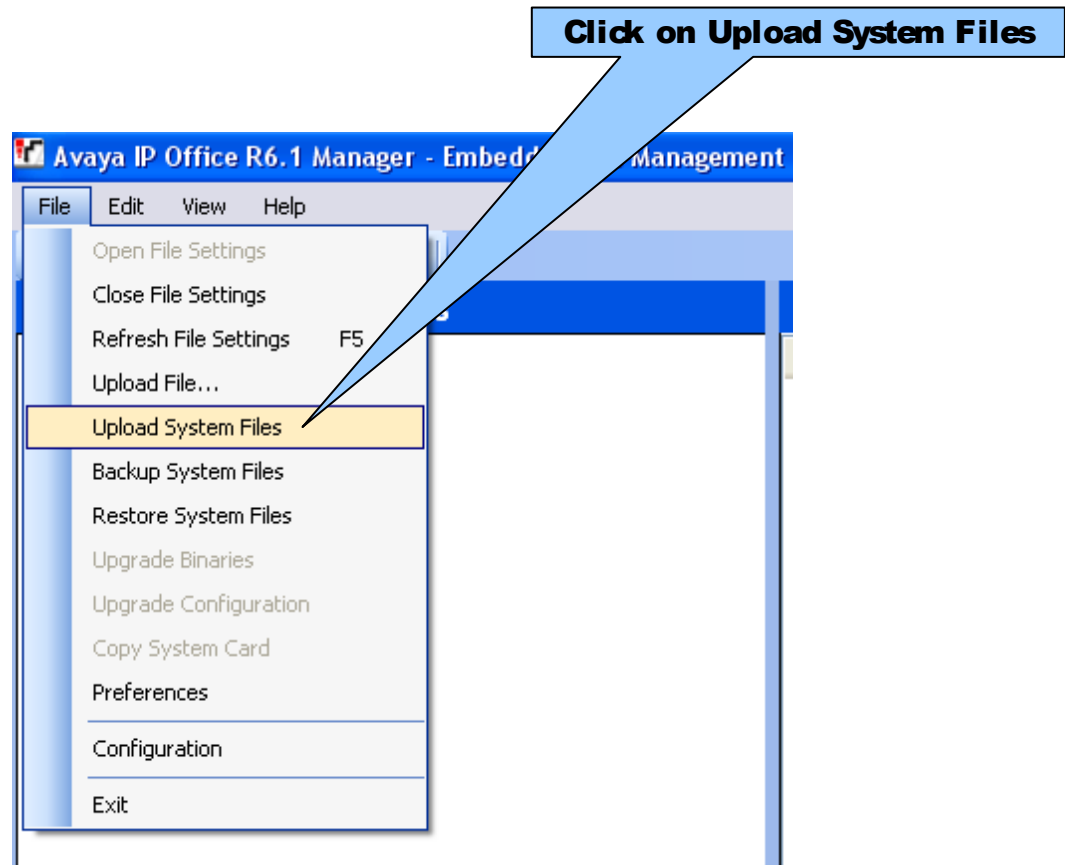 Click on Upload System Files
Avaya IP Office R6.1 Manager - Management
File Edit View Help
Open File Settings
Close File Settings
Refresh File Settings F5
Upload File...
Upload System Files
Backup System Files
Restore System Files
Upgrade Binaries
Upgrade Configuration
Copy System Card
Preferences
Configuration
Exit